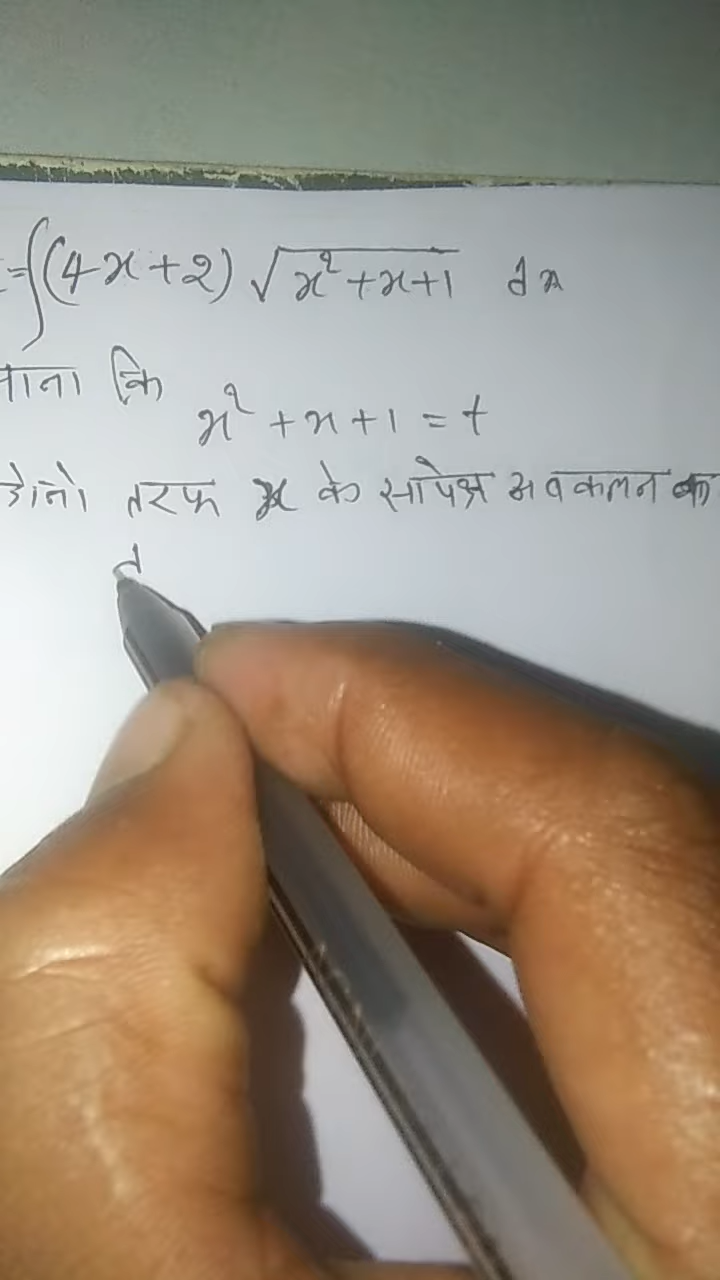 =∫(4x+2) √x²+x+1 dx
माना कि
x²+x+1=t
दोनो तरफ x के सापेक्ष अवकलन क
d